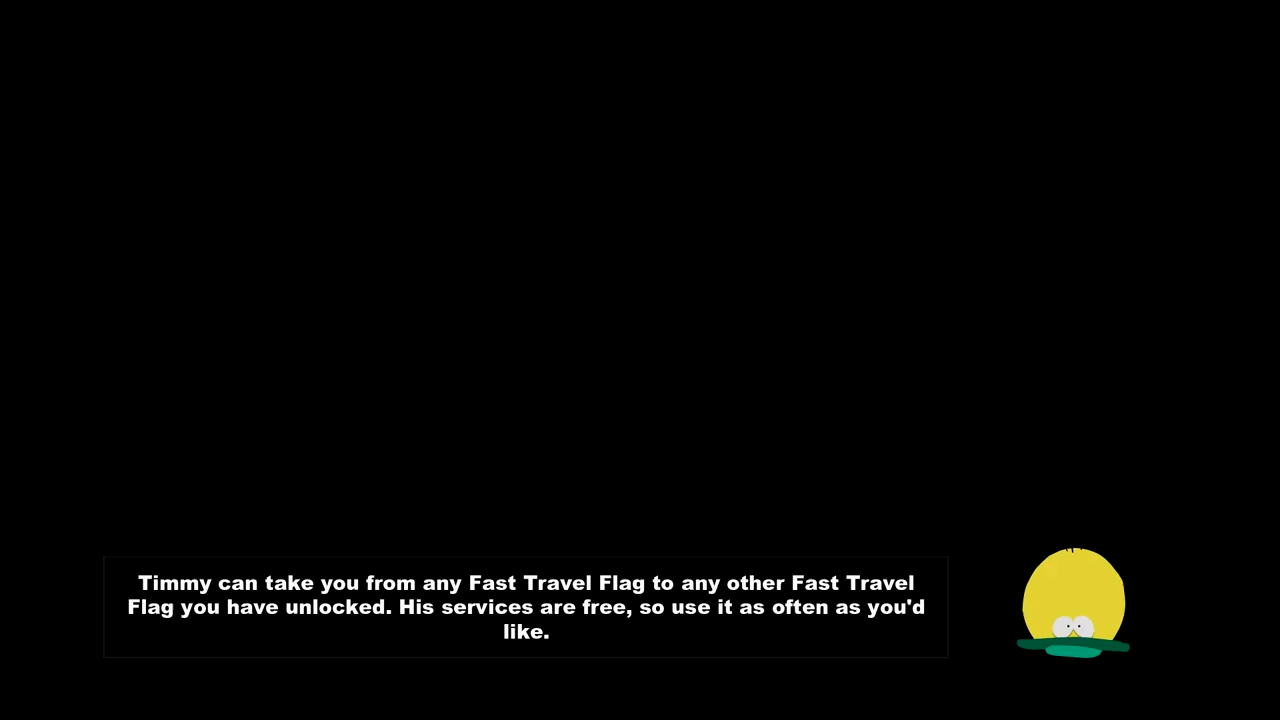 Timmy can take you from any Fast Travel Flag to any other Fast Travel
Flag you have unlocked. His services are free, so use it as often as you'd
like.